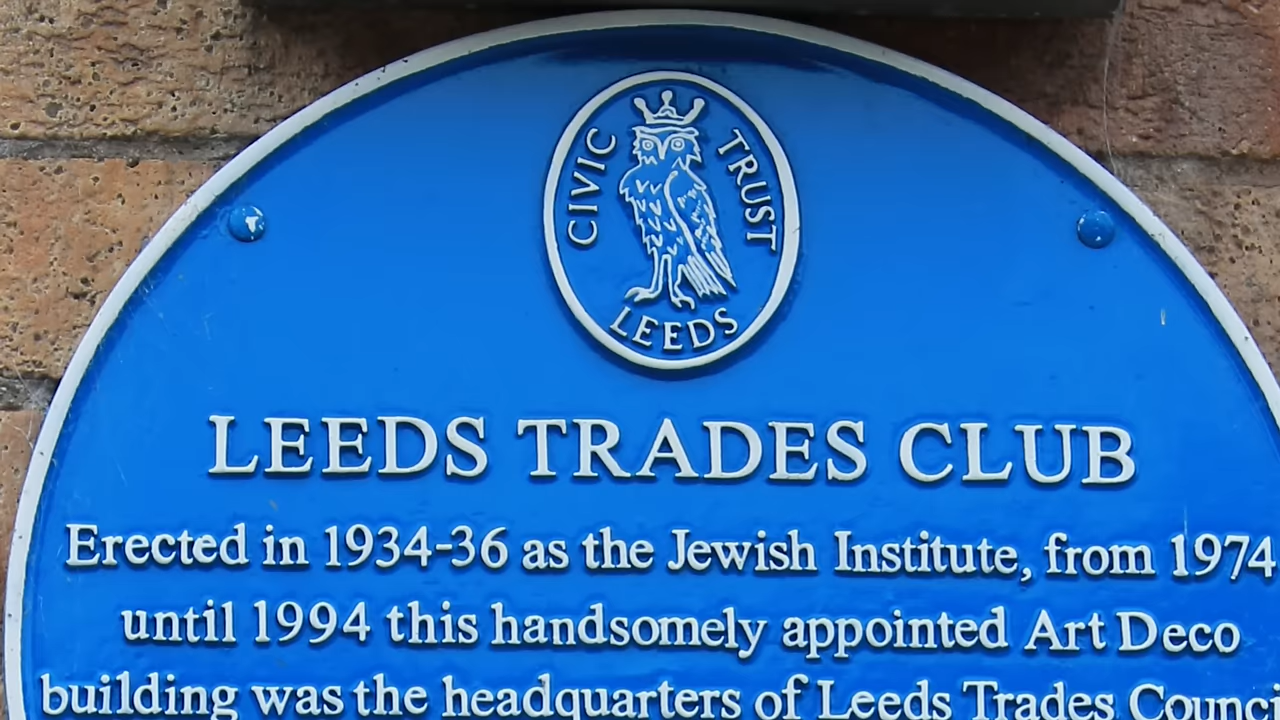 CIVIC TRUST
LEEDS
LEEDS TRADES CLUB
Erected in 1934-36 as the Jewish Institute, from 1974
until 1994 this handsomely appointed Art Deco
building was the headquarters of Leeds Trades Counci